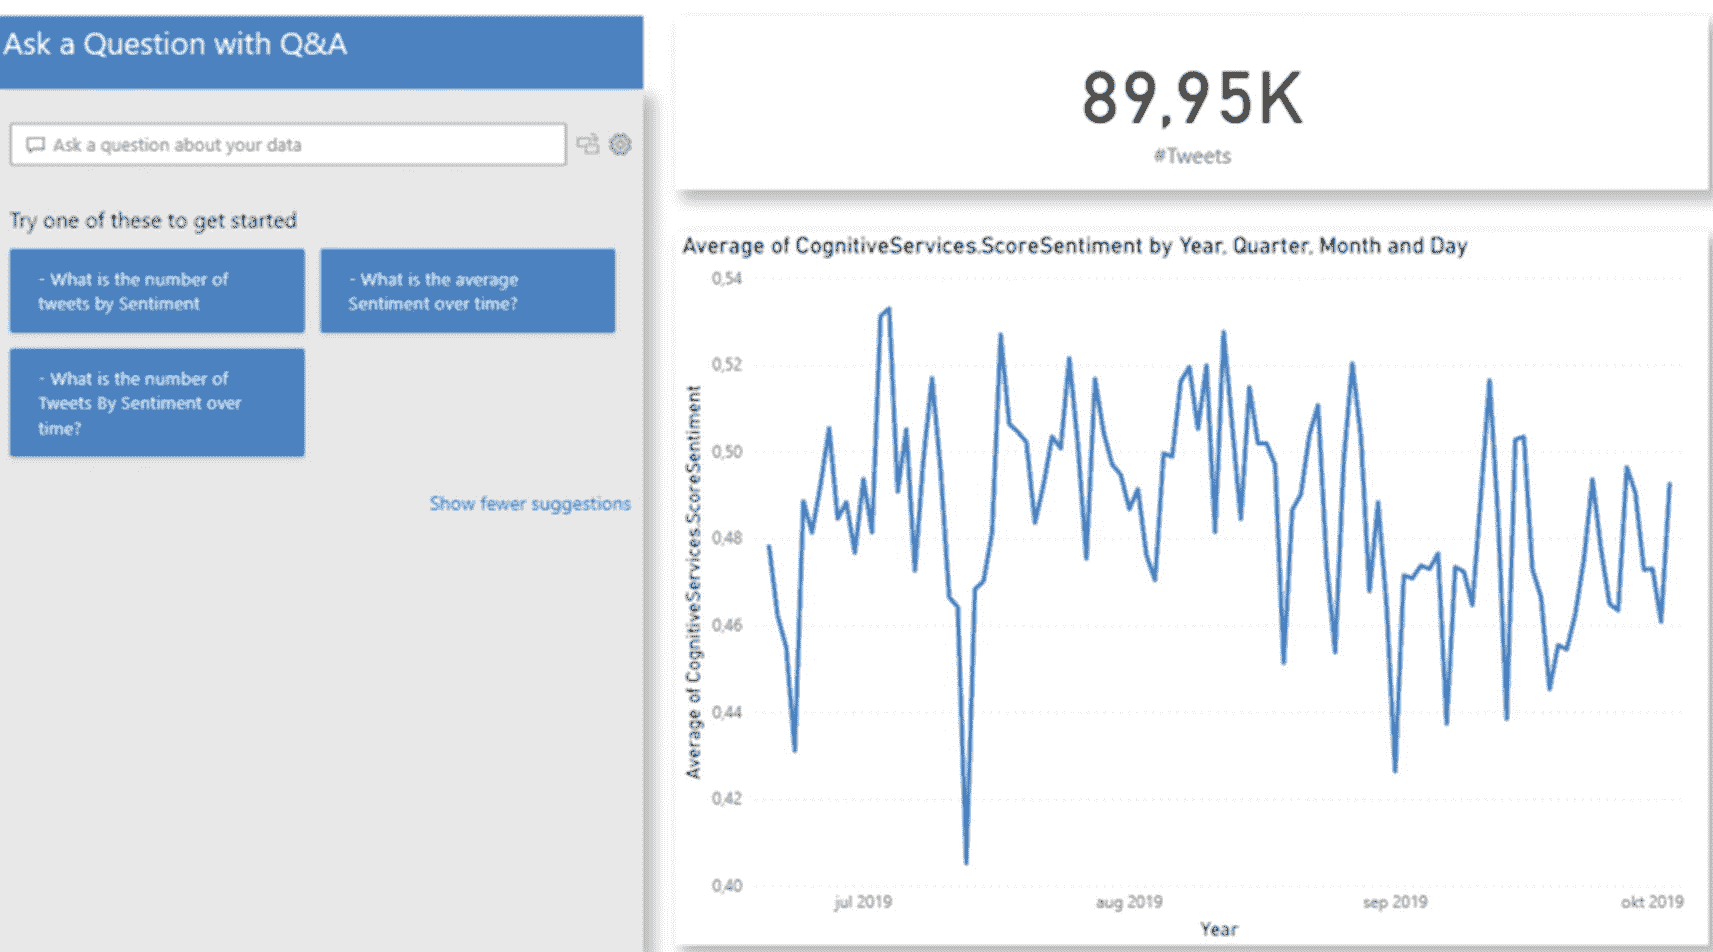 Ask a Question with Q&A
Ask a question about your data
Try one of these to get started
- What is the number of
tweets by Sentiment
- What is the average
Sentiment over time?
- What is the number of
Tweets By Sentiment over
time?
Show fewer suggestions
89,95K
#Tweets
Average of CognitiveServices.ScoreSentiment by Year, Quarter, Month and Day
Average of CognitiveServices.ScoreSentiment
0,54
0,52
0,50
0,48
0,46
0,44
0,42
0,40
jul 2019
aug 2019
sep 2019
okt 2019
Year